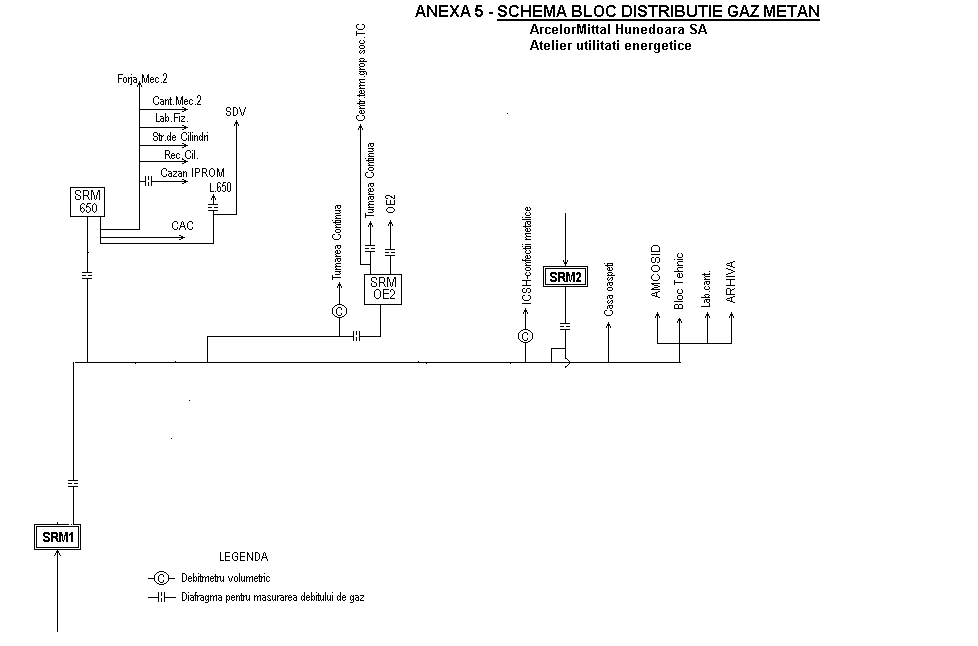 ANEXA 5 - SCHEMA BLOC DISTRIBUTIE GAZ METAN
ArcelorMittal Hunedoara SA
Atelier utilitati energetice
Forja Mec.2
Cant.Mec.2
Lab.Fiz.
Str.de Cilindri
Rec.Cil.
Cazan IPROM
L.650
SDV
SRM
650
CAC
Centr.term.grop soc.TC
Turnarea Continua
Turnarea Continua
OE2
SRM
OE2
C
ICSH-confectii metalice
C
SRM2
Casa oaspeti
AMCOSID
Bloc Tehnic
Lab.cant.
ARHIVA
SRM1
LEGENDA
C Debitmetru volumetric
Diafragma pentru masurarea debitului de gaz